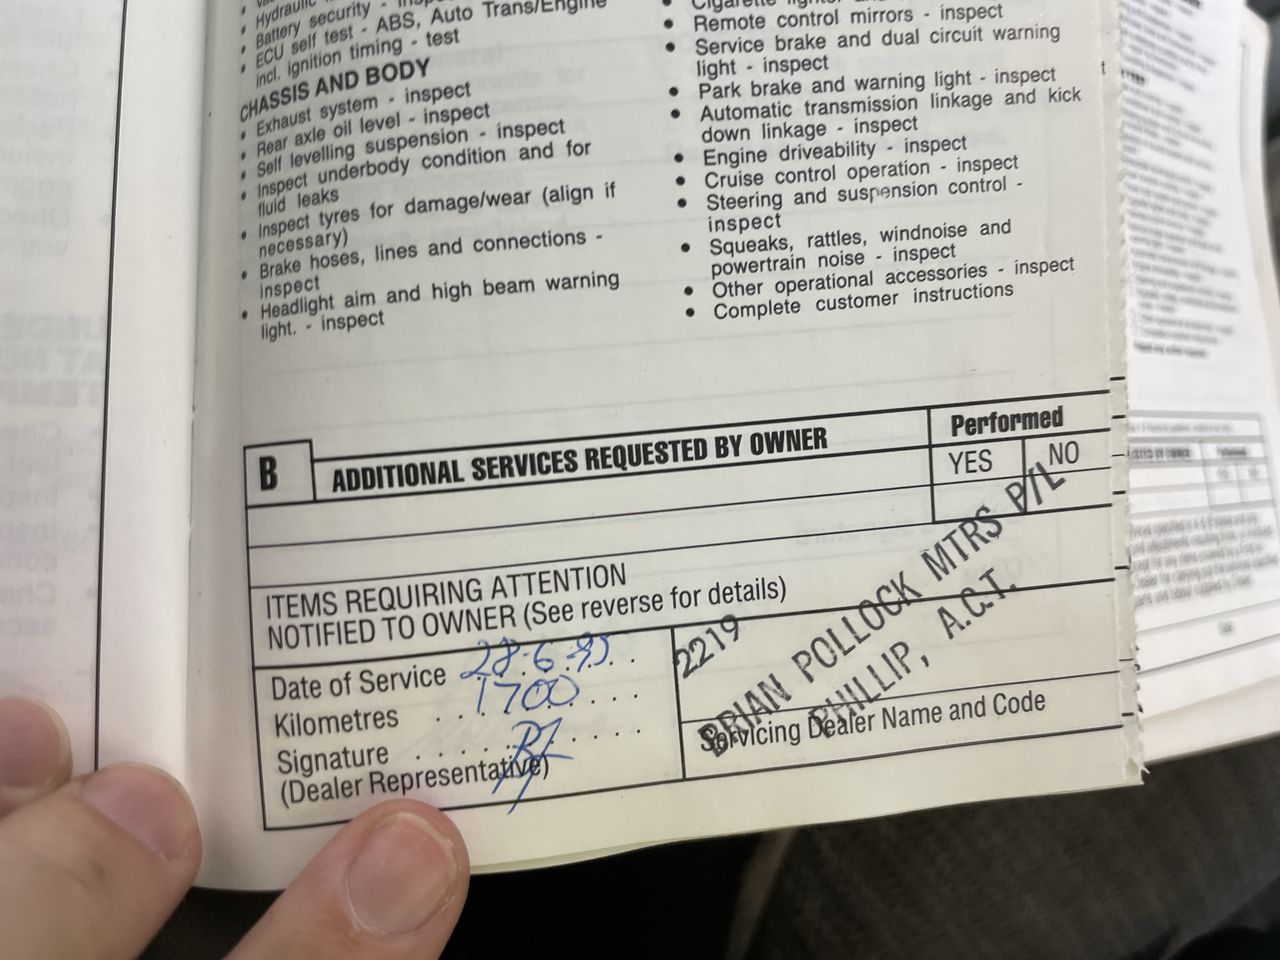 Hydraulic
Battery security -
• ECU self test - ABS, Auto Trans/Engine
incl. ignition timing - test
CHASSIS AND BODY
• Exhaust system - inspect
• Rear axle oil level - inspect
• Self levelling suspension - inspect
• Inspect underbody condition and for
fluid leaks
• Inspect tyres for damage/wear (align if
necessary)
• Brake hoses, lines and connections -
inspect
• Headlight aim and high beam warning
light. - inspect
• Remote control mirrors - inspect
• Service brake and dual circuit warning
light - inspect
• Park brake and warning light - inspect
• Automatic transmission linkage and kick
down linkage - inspect
• Engine driveability - inspect
• Cruise control operation - inspect
• Steering and suspension control -
inspect
• Squeaks, rattles, windnoise and
powertrain noise - inspect
• Other operational accessories - inspect
• Complete customer instructions
B ADDITIONAL SERVICES REQUESTED BY OWNER
Performed
YES NO
ITEMS REQUIRING ATTENTION
NOTIFIED TO OWNER (See reverse for details)
Date of Service 28-6-95
Kilometres 1700
Signature
(Dealer Representative)
2219
BRIAN POLLOCK MTRS P/L
PHILLIP, A.C.T.
Servicing Dealer Name and Code